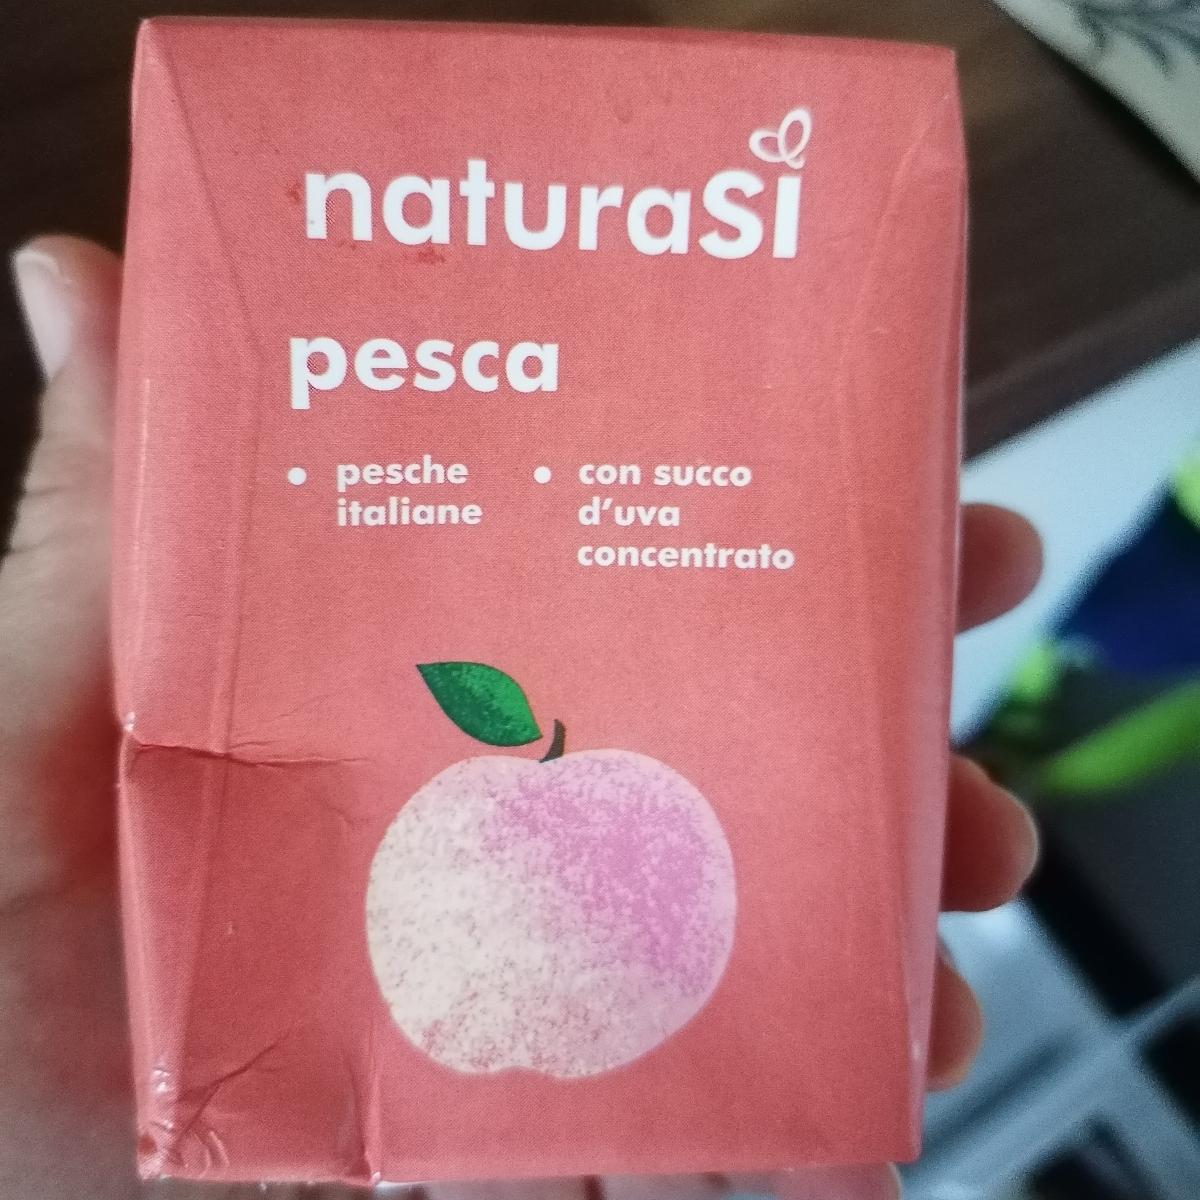 naturaSì
pesca
• pesche
italiane
• con succo
d'uva
concentrato